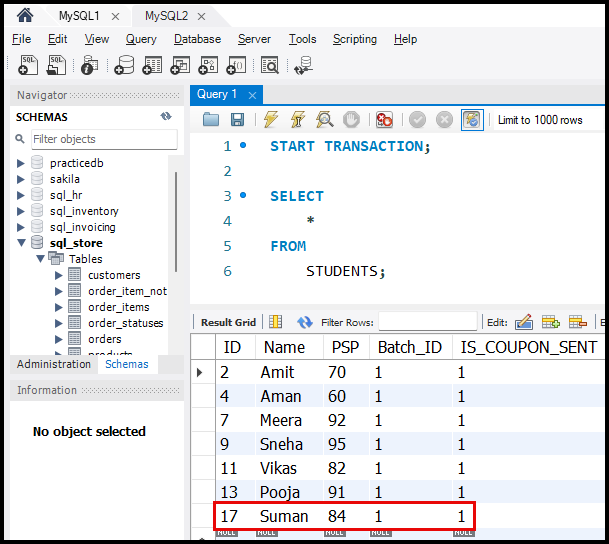 MySQL1 × MySQL2 ×
File Edit View Query Database Server Tools Scripting Help
Navigator
SCHEMAS
Filter objects
practicedb
sakila
sql_hr
sql_inventory
sql_invoicing
sql_store
Tables
customers
order_item_not
order_items
order_statuses
orders
Administration Schemas
Information
No object selected
Query 1 ×
Limit to 1000 rows
1 START TRANSACTION;
2
3 SELECT
4 *
5 FROM
6 STUDENTS;
Result Grid Filter Rows: Edit:
ID Name PSP Batch_ID IS_COUPON_SENT
2 Amit 70 1 1
4 Aman 60 1 1
7 Meera 92 1 1
9 Sneha 95 1 1
11 Vikas 82 1 1
13 Pooja 91 1 1
17 Suman 84 1 1
NULL NULL NULL NULL NULL